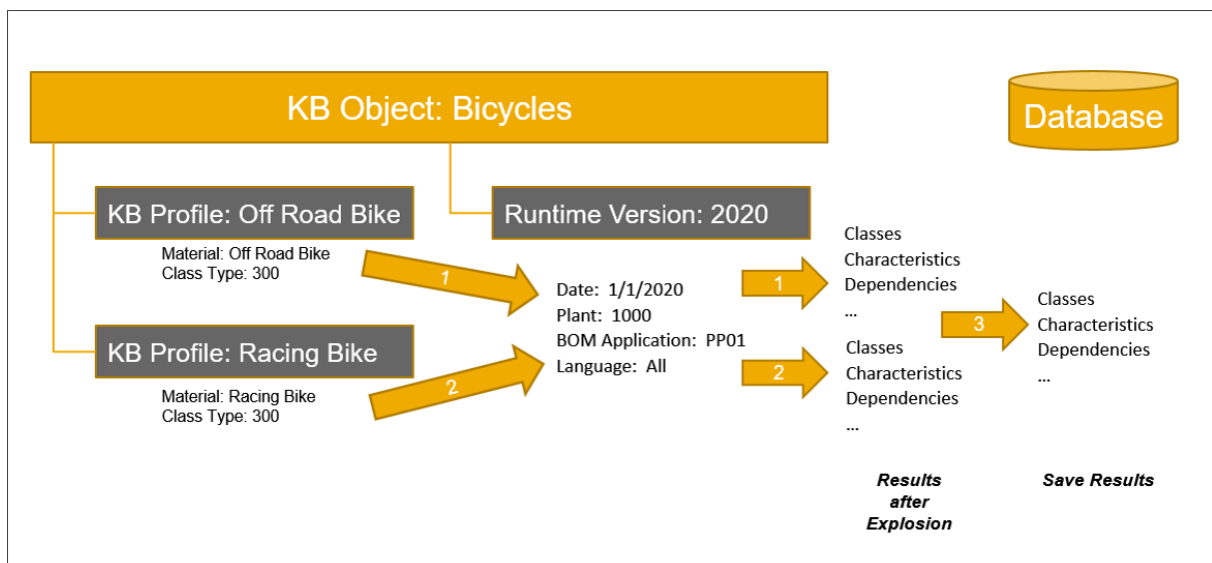 KB Object: Bicycles
Database
KB Profile: Off Road Bike
Material: Off Road Bike
Class Type: 300
Runtime Version: 2020
1
Date: 1/1/2020
Plant: 1000
BOM Application: PP01
Language: All
1
Classes
Characteristics
Dependencies
...
3
Classes
Characteristics
Dependencies
...
KB Profile: Racing Bike
Material: Racing Bike
Class Type: 300
2
2
Classes
Characteristics
Dependencies
...
Results
after
Explosion
Save Results